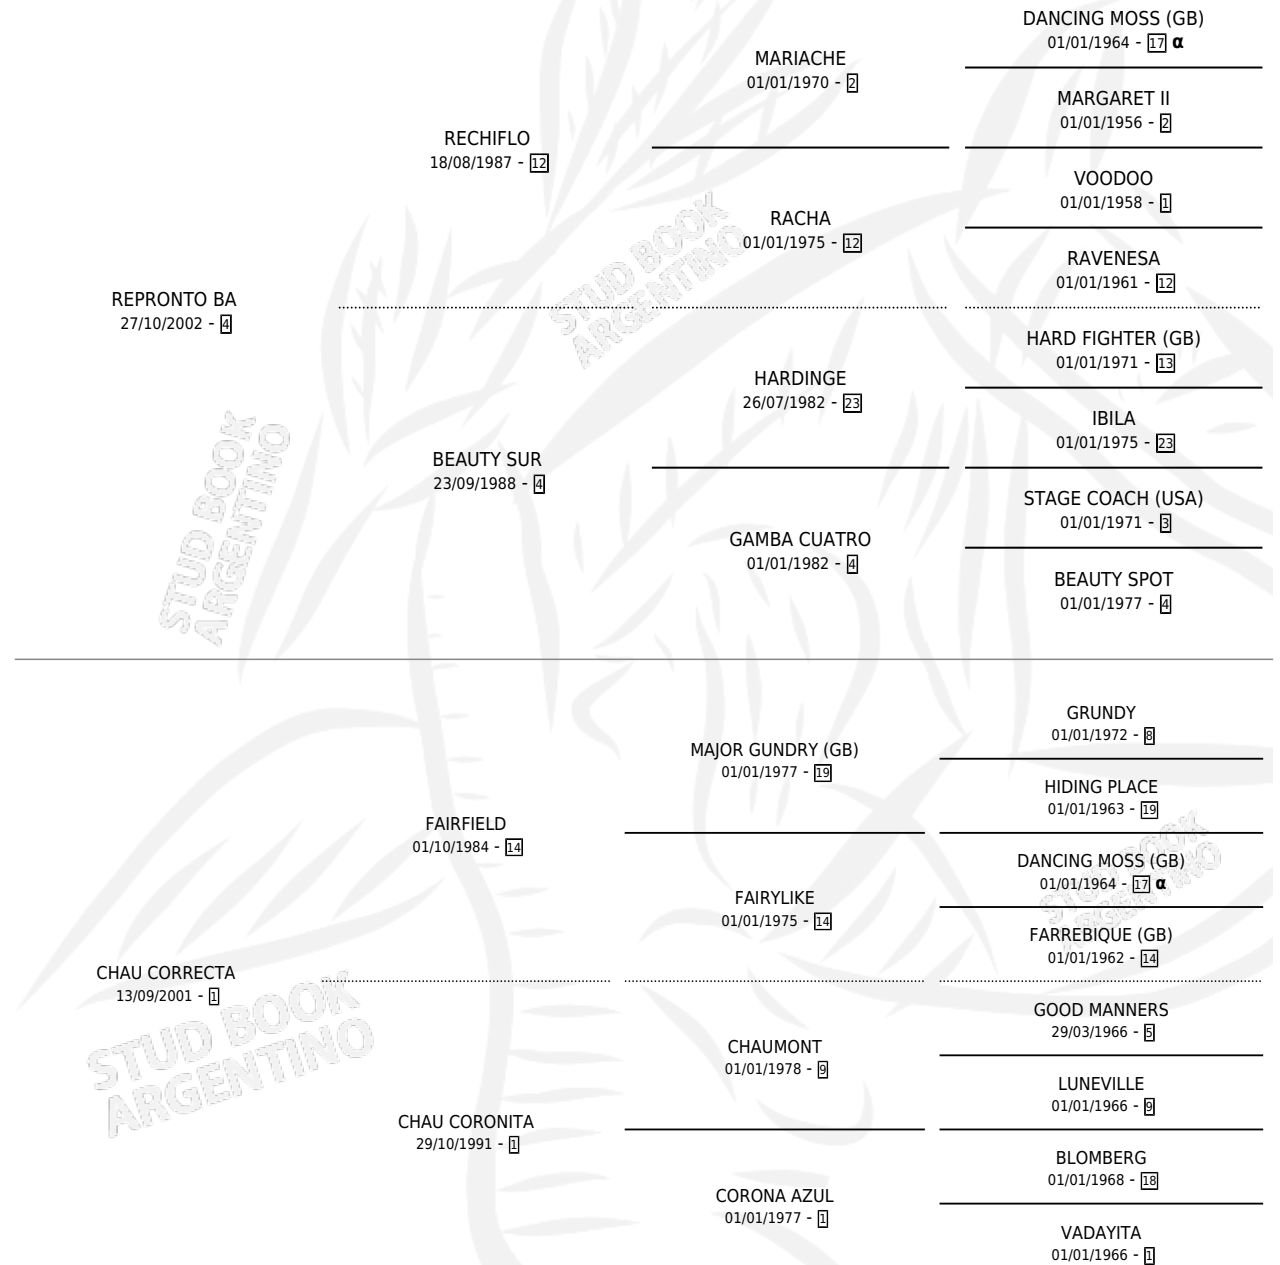 DANCING MOSS (GB)
01/01/1964 - 17 α
MARIACHE
01/01/1970 - 2
MARGARET II
01/01/1956 - 2
RECHIFLO
18/08/1987 - 12
VOODOO
01/01/1958 - 1
RACHA
01/01/1975 - 12
RAVENESA
01/01/1961 - 12
REPRONTO BA
27/10/2002 - 4
HARD FIGHTER (GB)
01/01/1971 - 13
HARDINGE
26/07/1982 - 23
IBILA
01/01/1975 - 23
BEAUTY SUR
23/09/1988 - 4
STAGE COACH (USA)
01/01/1971 - 3
GAMBA CUATRO
01/01/1982 - 4
BEAUTY SPOT
01/01/1977 - 4
GRUNDY
01/01/1972 - 8
MAJOR GUNDRY (GB)
01/01/1977 - 19
HIDING PLACE
01/01/1963 - 19
FAIRFIELD
01/10/1984 - 14
DANCING MOSS (GB)
01/01/1964 - 17 α
FAIRYLIKE
01/01/1975 - 14
FARREBIQUE (GB)
01/01/1962 - 14
CHAU CORRECTA
13/09/2001 - 1
GOOD MANNERS
29/03/1966 - 5
CHAUMONT
01/01/1978 - 9
LUNEVILLE
01/01/1966 - 9
CHAU CORONITA
29/10/1991 - 1
BLOMBERG
01/01/1968 - 18
CORONA AZUL
01/01/1977 - 1
VADAYITA
01/01/1966 - 1
STUD BOOK
ARGENTINO
STUD BOOK
ARGENTINO
STUD BOOK
ARGENTINO
STUD BOOK
ARGENTINO